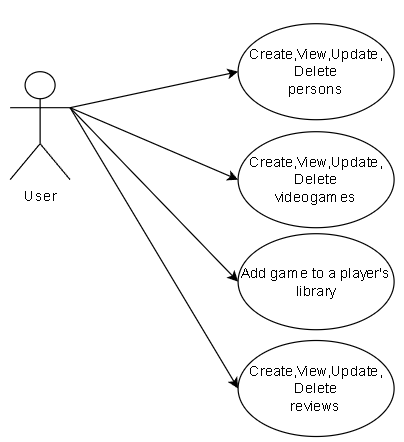 Create,View,Update,
Delete
persons
User
Create,View,Update,
Delete
videogames
Add game to a player's
library
Create,View,Update,
Delete
reviews